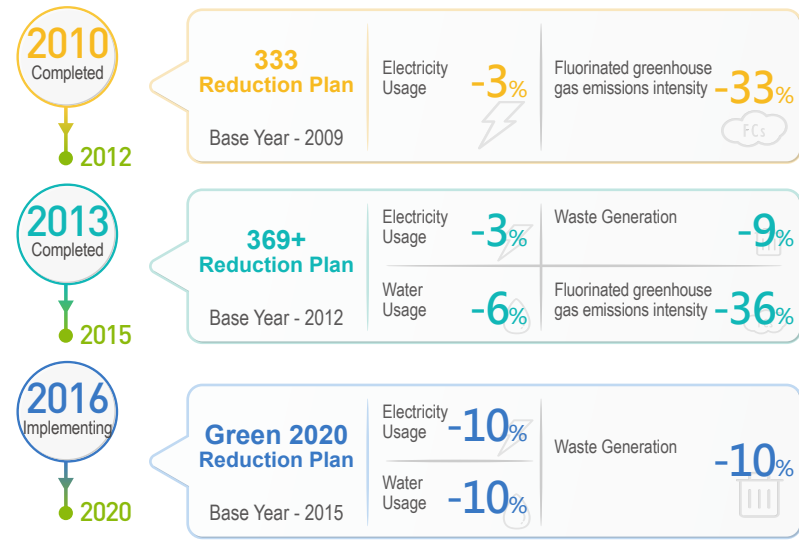 2010
Completed
2012
333
Reduction Plan
Base Year - 2009
Electricity
Usage
-3%
Fluorinated greenhouse
gas emissions intensity
-33%
FCs
2013
Completed
2015
369+
Reduction Plan
Base Year - 2012
Electricity
Usage
-3%
Waste Generation
-9%
Water
Usage
-6%
Fluorinated greenhouse
gas emissions intensity
-36%
2016
Implementing
2020
Green 2020
Reduction Plan
Base Year - 2015
Electricity
Usage
-10%
Water
Usage
-10%
Waste Generation
-10%